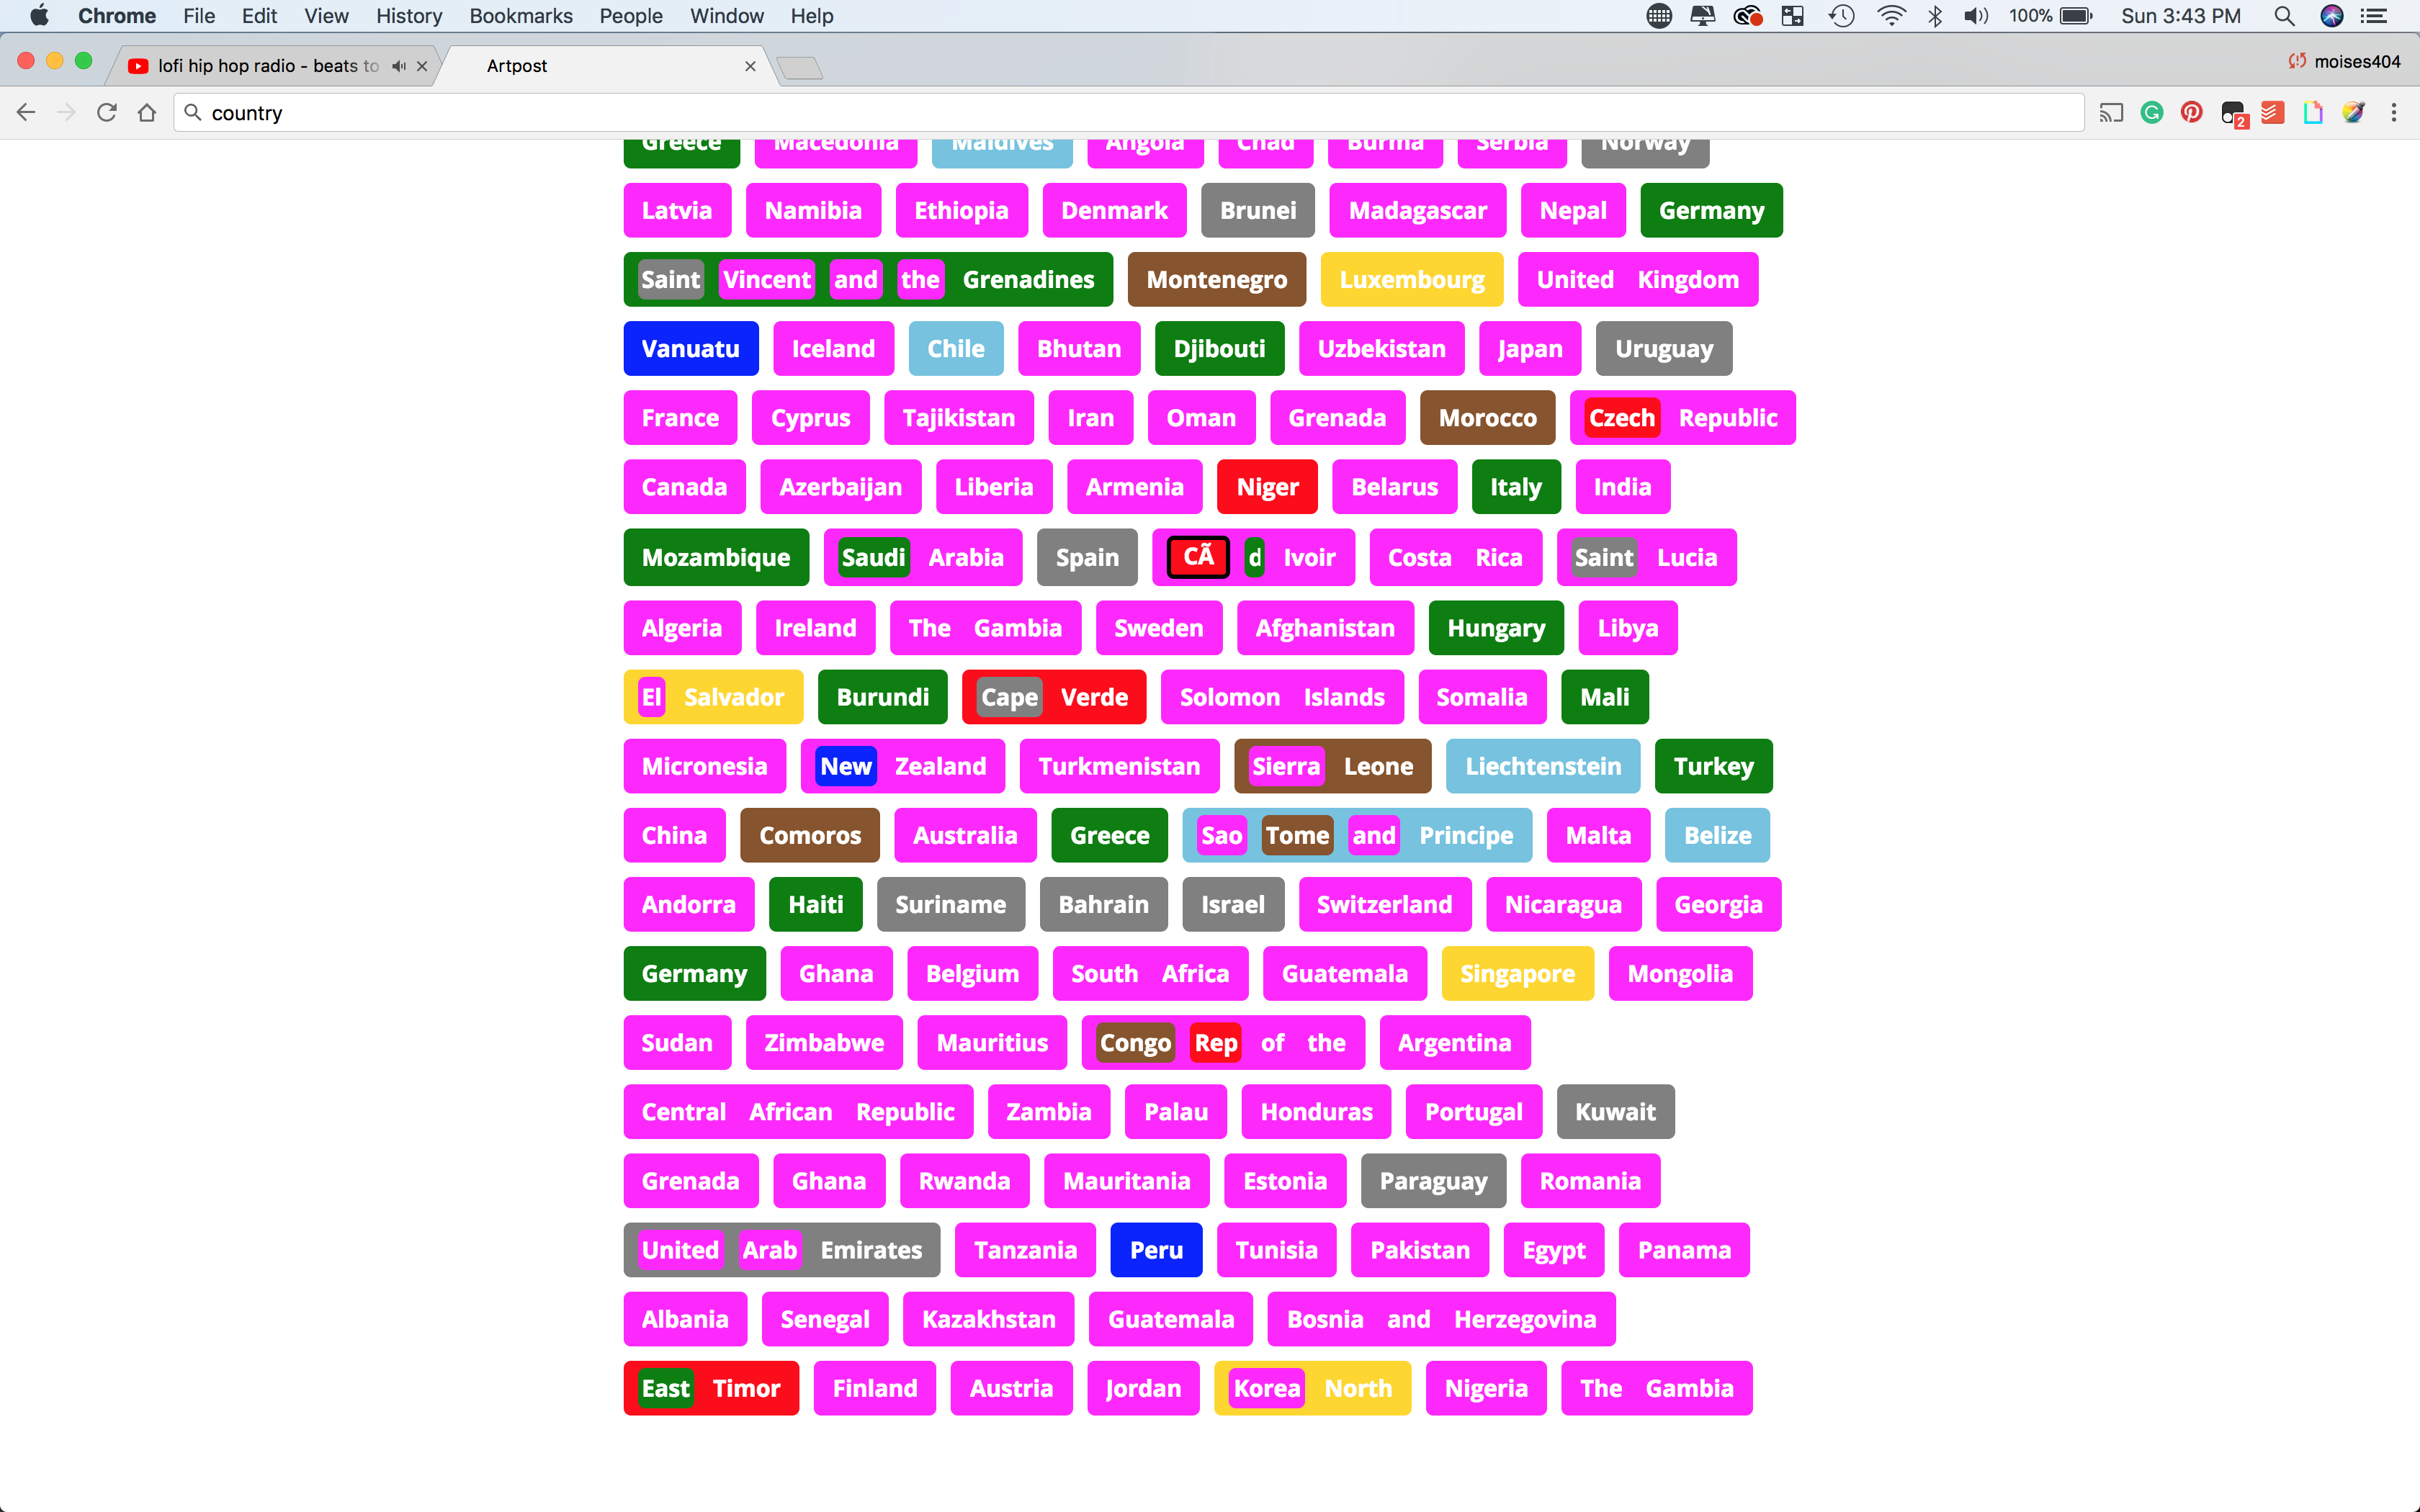 Chrome File Edit View History Bookmarks People Window Help 100% Sun 3:43 PM
lofi hip hop radio - beats to Artpost moises404
country 2
Greece Macedonia Maldives Angola Chad Burma Serbia Norway
Latvia Namibia Ethiopia Denmark Brunei Madagascar Nepal Germany
Saint Vincent and the Grenadines Montenegro Luxembourg United Kingdom
Vanuatu Iceland Chile Bhutan Djibouti Uzbekistan Japan Uruguay
France Cyprus Tajikistan Iran Oman Grenada Morocco Czech Republic
Canada Azerbaijan Liberia Armenia Niger Belarus Italy India
Mozambique Saudi Arabia Spain CÃ d Ivoir Costa Rica Saint Lucia
Algeria Ireland The Gambia Sweden Afghanistan Hungary Libya
El Salvador Burundi Cape Verde Solomon Islands Somalia Mali
Micronesia New Zealand Turkmenistan Sierra Leone Liechtenstein Turkey
China Comoros Australia Greece Sao Tome and Principe Malta Belize
Andorra Haiti Suriname Bahrain Israel Switzerland Nicaragua Georgia
Germany Ghana Belgium South Africa Guatemala Singapore Mongolia
Sudan Zimbabwe Mauritius Congo Rep of the Argentina
Central African Republic Zambia Palau Honduras Portugal Kuwait
Grenada Ghana Rwanda Mauritania Estonia Paraguay Romania
United Arab Emirates Tanzania Peru Tunisia Pakistan Egypt Panama
Albania Senegal Kazakhstan Guatemala Bosnia and Herzegovina
East Timor Finland Austria Jordan Korea North Nigeria The Gambia